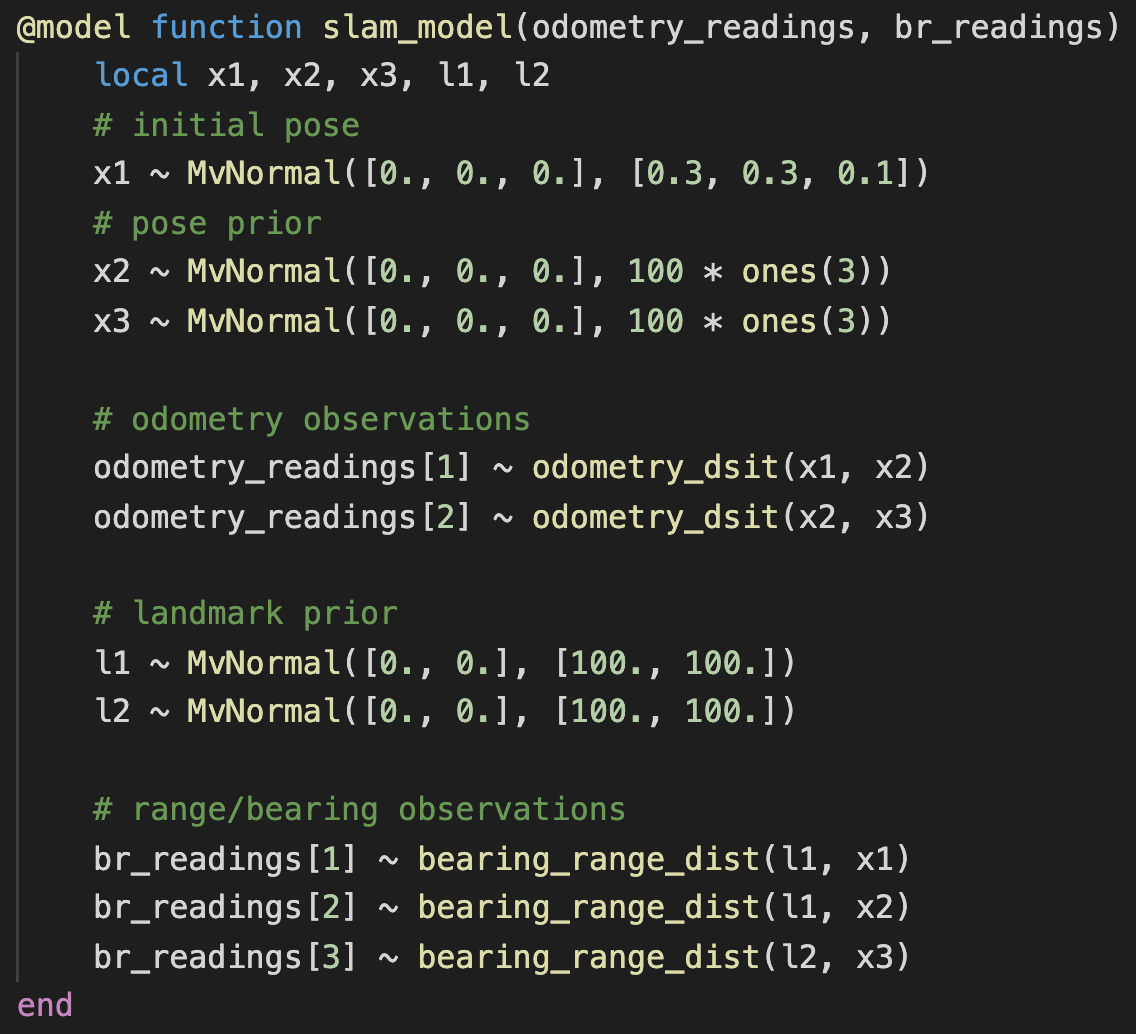 @model function slam_model(odometry_readings, br_readings)
local x1, x2, x3, l1, l2
# initial pose
x1 ~ MvNormal([0., 0., 0.], [0.3, 0.3, 0.1])
# pose prior
x2 ~ MvNormal([0., 0., 0.], 100 * ones(3))
x3 ~ MvNormal([0., 0., 0.], 100 * ones(3))
# odometry observations
odometry_readings[1] ~ odometry_dsit(x1, x2)
odometry_readings[2] ~ odometry_dsit(x2, x3)
# landmark prior
l1 ~ MvNormal([0., 0.], [100., 100.])
l2 ~ MvNormal([0., 0.], [100., 100.])
# range/bearing observations
br_readings[1] ~ bearing_range_dist(l1, x1)
br_readings[2] ~ bearing_range_dist(l1, x2)
br_readings[3] ~ bearing_range_dist(l2, x3)
end